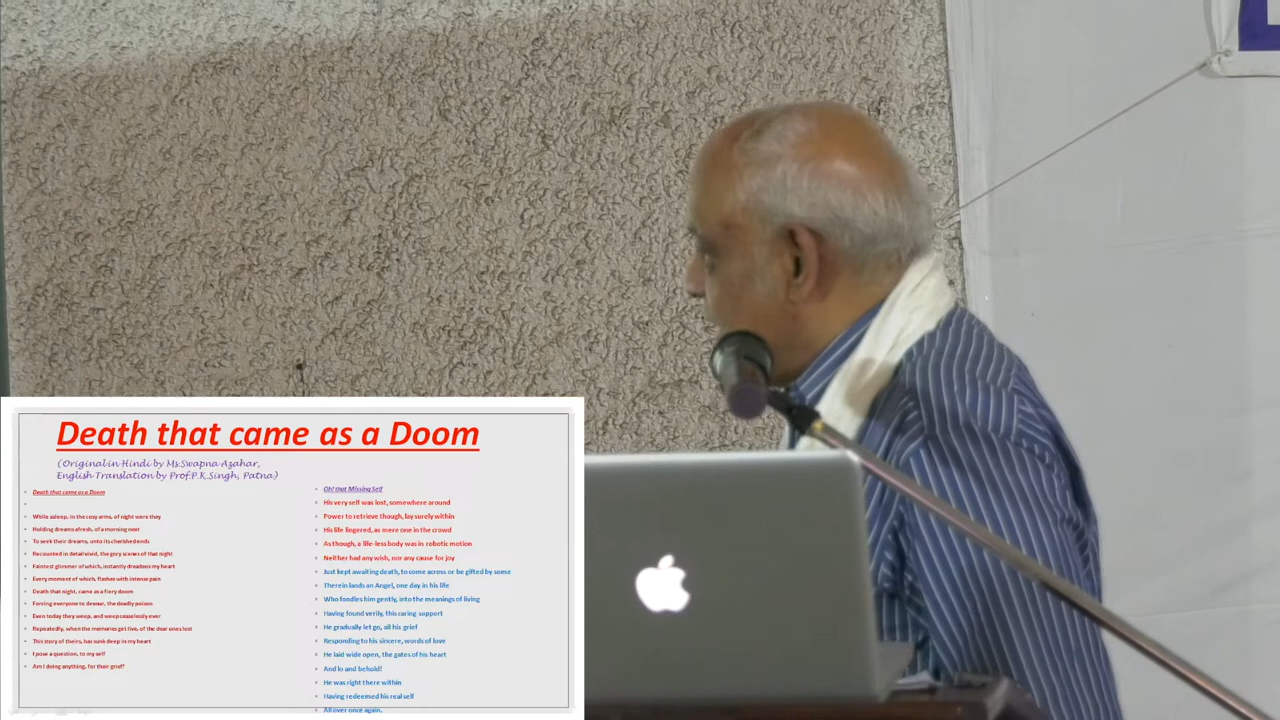 Death that came as a Doom
(Original in Hindi by Ms.Swapna Azahar,
English Translation by Prof.P.K.Singh, Patna)
Death that came as a Doom
While asleep, in the cosy arms, of night were they
Holding dreams afresh, of a morning next
To seek their dreams, unto its cherished ends
Recounted in detail vivid, the gory scenes of that night
Faintest glimmer of which, instantly dreadens my heart
Every moment of which, flashes with intense pain
Death that night, came as a fiery doom
Forcing everyone to devour, the deadly poison
Even today they weep, and weep ceaselessly ever
Repeatedly, when the memories get live, of the dear ones lost
This story of theirs, has sunk deep in my heart
I pose a question, to my self
Am I doing anything, for their grief?
Oh! that Missing Self
His very self was lost, somewhere around
Power to retrieve though, lay surely within
His life lingered, as mere one in the crowd
As though, a life-less body was in robotic motion
Neither had any wish, nor any cause for joy
Just kept awaiting death, to come across or be gifted by some
Therein lands an Angel, one day in his life
Who fondles him gently, into the meanings of living
Having found verily, this caring support
He gradually let go, all his grief
Responding to his sincere, words of love
He laid wide open, the gates of his heart
And lo and behold!
He was right there within
Having redeemed his real self
All over once again.